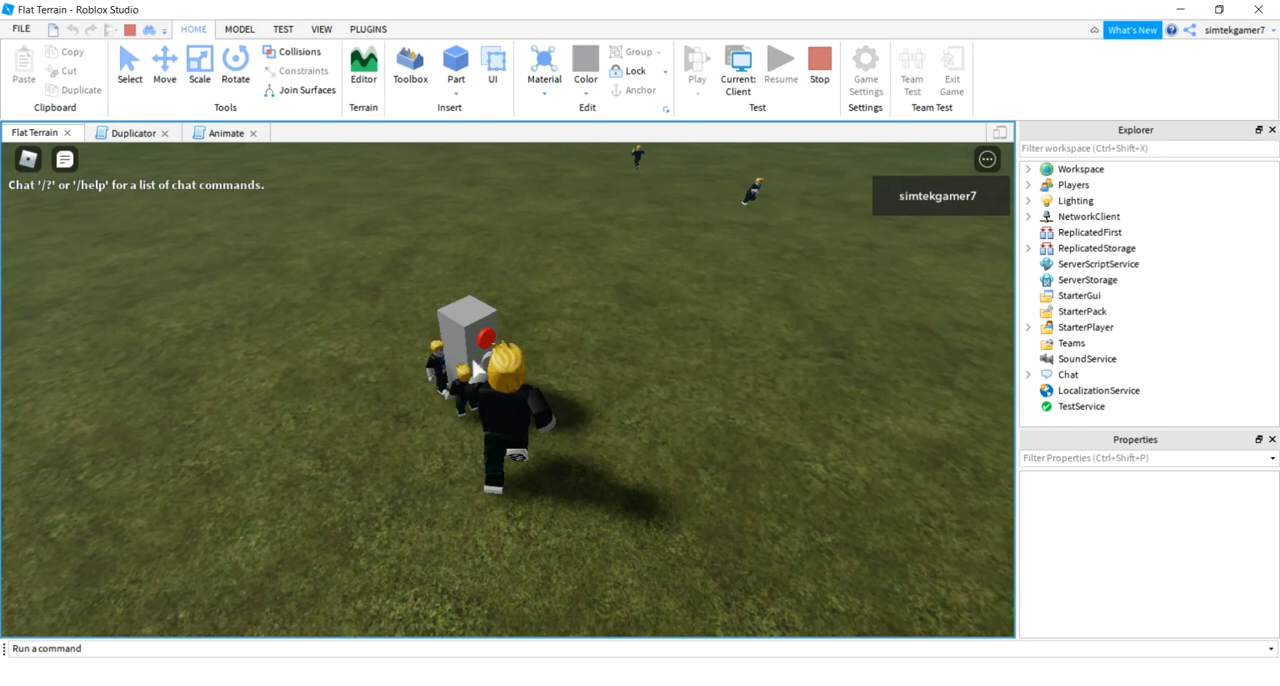 Flat Terrain - Roblox Studio
FILE HOME MODEL TEST VIEW PLUGINS What's New simtekgamer7
Paste Copy Cut Duplicate Select Move Scale Rotate Collisions Constraints Join Surfaces Editor Toolbox Part UI Material Color Group Lock Anchor Play Current: Client Resume Stop Game Settings Team Test Exit Game
Clipboard Tools Terrain Insert Edit Test Settings Team Test
Flat Terrain Duplicator Animate
Chat '/?' or '/help' for a list of chat commands.
simtekgamer7
Explorer
Filter workspace (Ctrl+Shift+X)
Workspace
Players
Lighting
NetworkClient
ReplicatedFirst
ReplicatedStorage
ServerScriptService
ServerStorage
StarterGui
StarterPack
StarterPlayer
Teams
SoundService
Chat
LocalizationService
TestService
Properties
Filter Properties (Ctrl+Shift+P)
Run a command